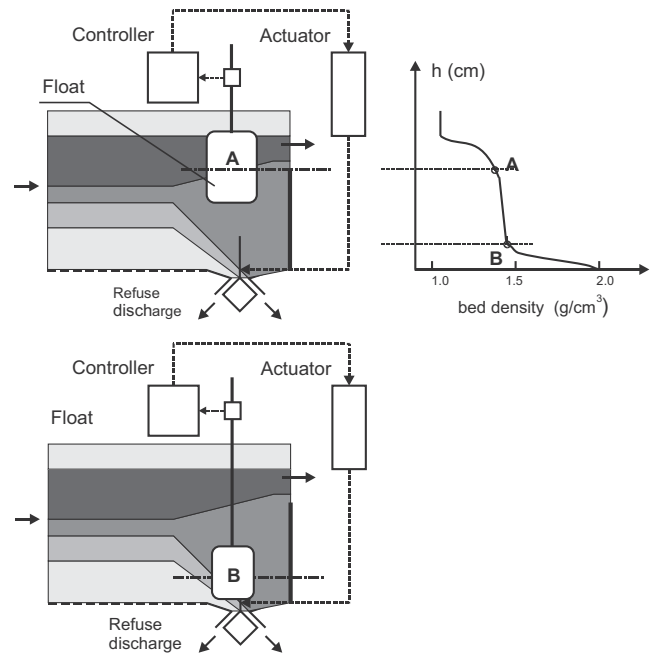 Controller
Actuator
Float
A
Refuse
discharge
h (cm)
A
B
1.0
1.5
2.0
bed density (g/cm³)
Controller
Actuator
Float
B
Refuse
discharge